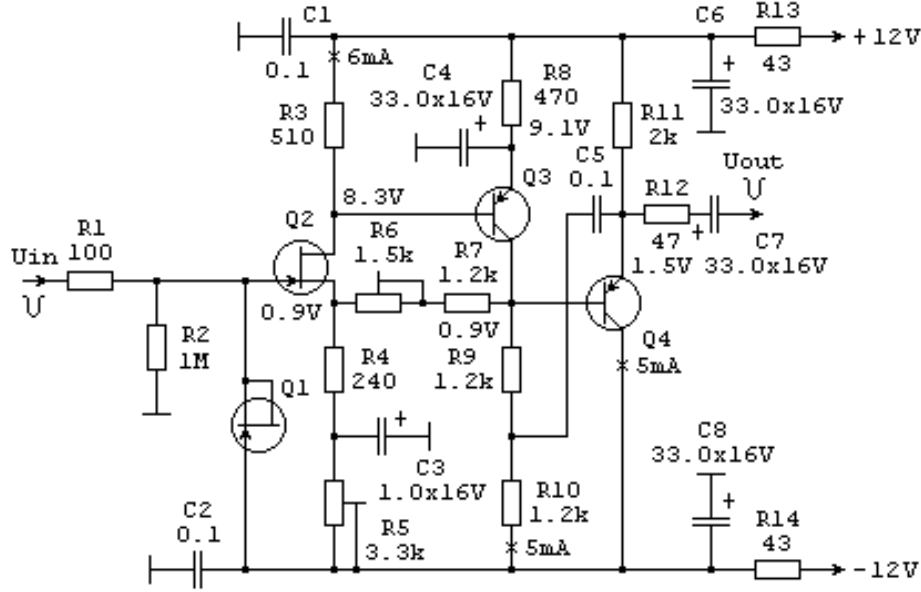 C1
0.1
6mA
C4
33.0x16V
+
R8
470
9.1V
C6
+
33.0x16V
R13
43
+12V
R3
510
R11
2k
C5
0.1
Uout
Q3
8.3V
Q2
R1
100
Uin
R6
1.5k
R7
1.2k
R12
47
+
C7
33.0x16V
1.5V
0.9V
0.9V
R2
1M
R4
240
R9
1.2k
Q4
5mA
Q1
+
C3
1.0x16V
C8
33.0x16V
+
C2
0.1
R5
3.3k
R10
1.2k
5mA
R14
43
-12V